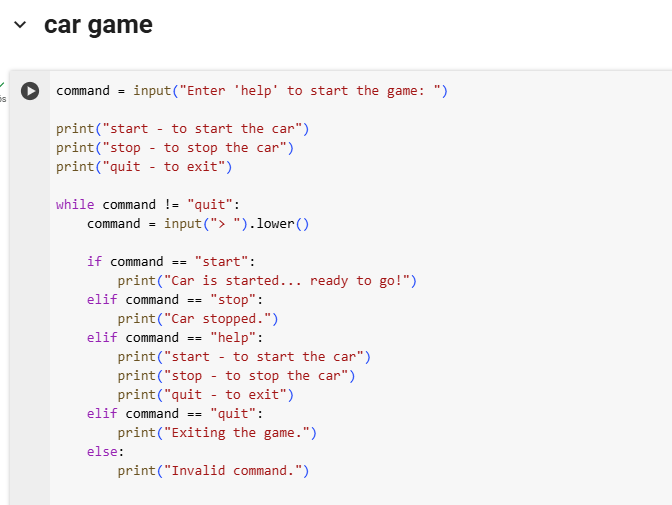 car game
command = input("Enter 'help' to start the game: ")
print("start - to start the car")
print("stop - to stop the car")
print("quit - to exit")
while command != "quit":
    command = input("> ").lower()
    if command == "start":
        print("Car is started... ready to go!")
    elif command == "stop":
        print("Car stopped.")
    elif command == "help":
        print("start - to start the car")
        print("stop - to stop the car")
        print("quit - to exit")
    elif command == "quit":
        print("Exiting the game.")
    else:
        print("Invalid command.")